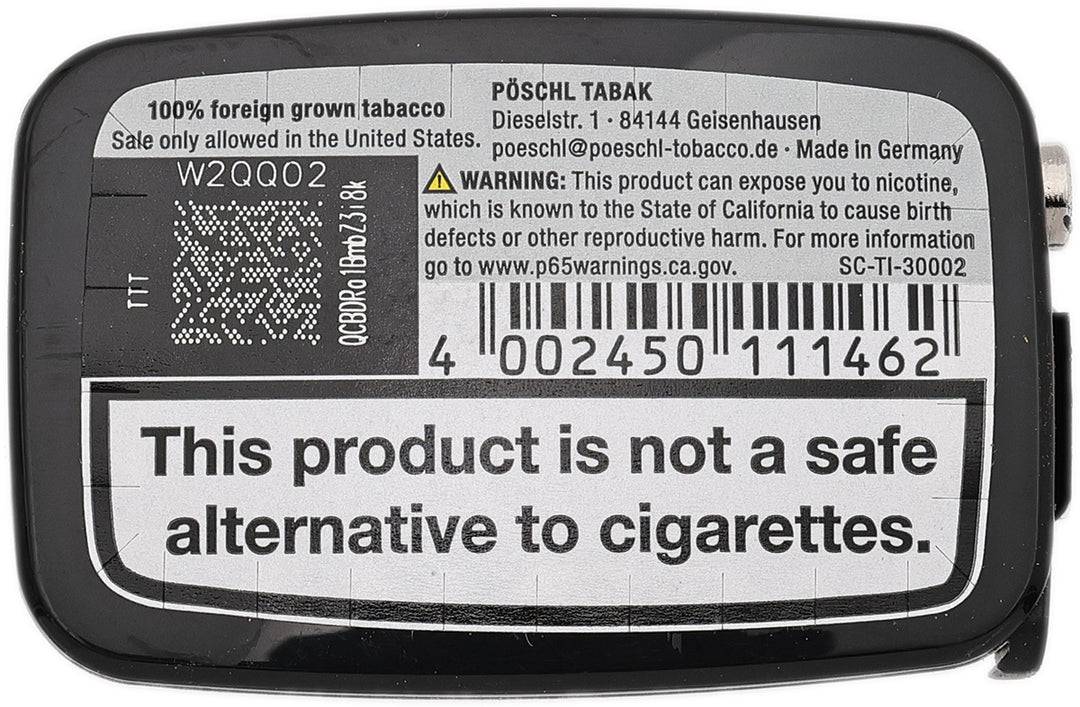 100% foreign grown tobacco
Sale only allowed in the United States.
PÖSCHL TABAK
Dieselstr. 1 · 84144 Geisenhausen
poeschl@poeschl-tobacco.de · Made in Germany
W2QQO2
TTT
QCBDRo1BmbZ3i8k
WARNING: This product can expose you to nicotine,
which is known to the State of California to cause birth
defects or other reproductive harm. For more information
go to www.p65warnings.ca.gov. SC-TI-30002
4 002450 111462
This product is not a safe
alternative to cigarettes.